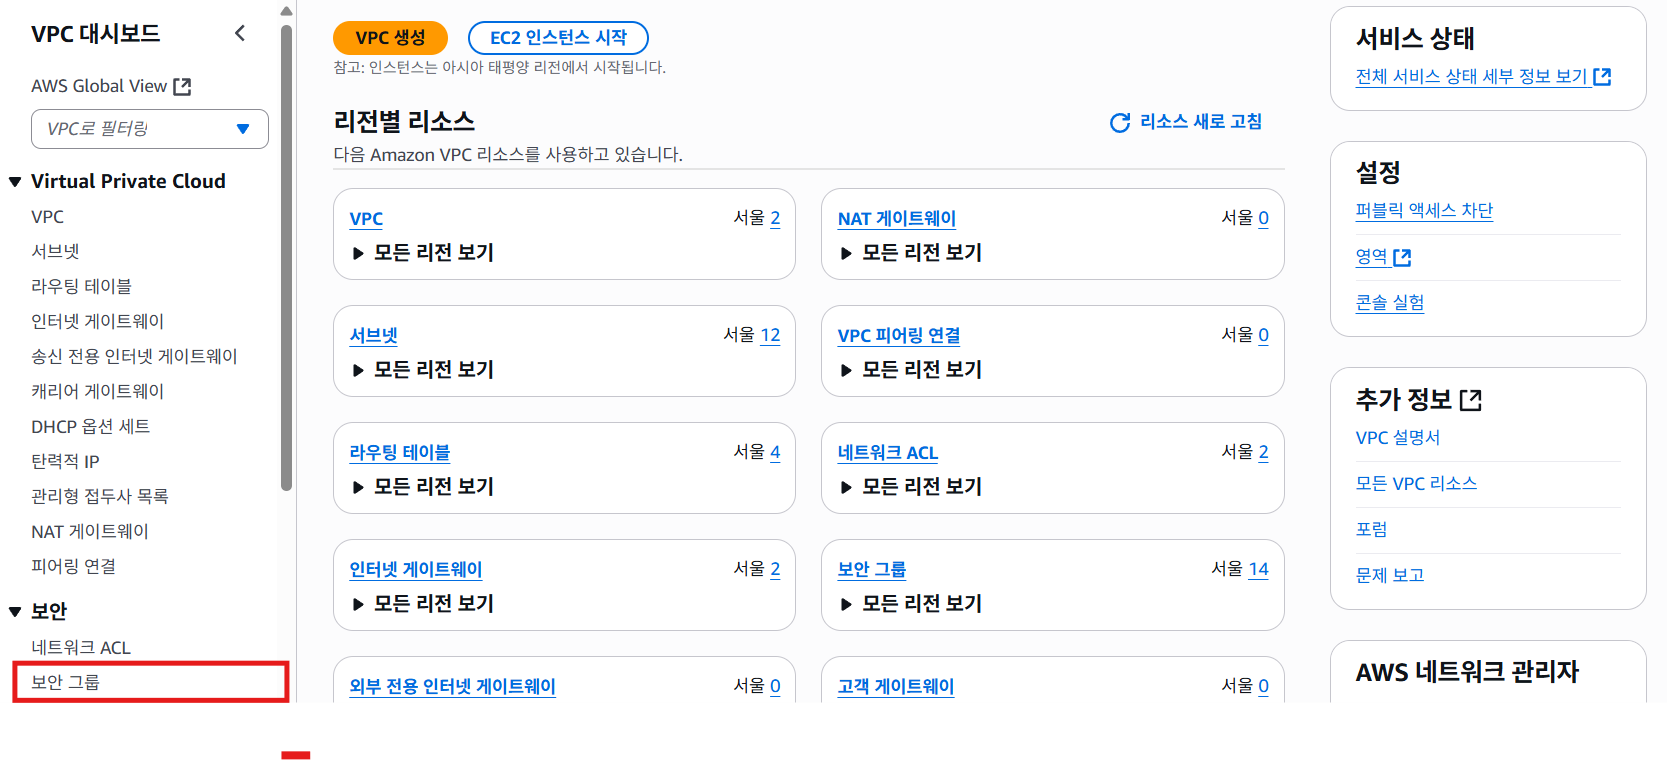 VPC 대시보드
AWS Global View
VPC로 필터링
Virtual Private Cloud
VPC
서브넷
라우팅 테이블
인터넷 게이트웨이
송신 전용 인터넷 게이트웨이
캐리어 게이트웨이
DHCP 옵션 세트
탄력적 IP
관리형 접두사 목록
NAT 게이트웨이
피어링 연결
보안
네트워크 ACL
보안 그룹
VPC 생성
EC2 인스턴스 시작
참고: 인스턴스는 아시아 태평양 리전에서 시작됩니다.
리전별 리소스
리소스 새로 고침
다음 Amazon VPC 리소스를 사용하고 있습니다.
VPC 서울 2
모든 리전 보기
NAT 게이트웨이 서울 0
모든 리전 보기
서브넷 서울 12
모든 리전 보기
VPC 피어링 연결 서울 0
모든 리전 보기
라우팅 테이블 서울 4
모든 리전 보기
네트워크 ACL 서울 2
모든 리전 보기
인터넷 게이트웨이 서울 2
모든 리전 보기
보안 그룹 서울 14
모든 리전 보기
외부 전용 인터넷 게이트웨이 서울 0
고객 게이트웨이 서울 0
서비스 상태
전체 서비스 상태 세부 정보 보기
설정
퍼블릭 액세스 차단
영역
콘솔 실험
추가 정보
VPC 설명서
모든 VPC 리소스
포럼
문제 보고
AWS 네트워크 관리자